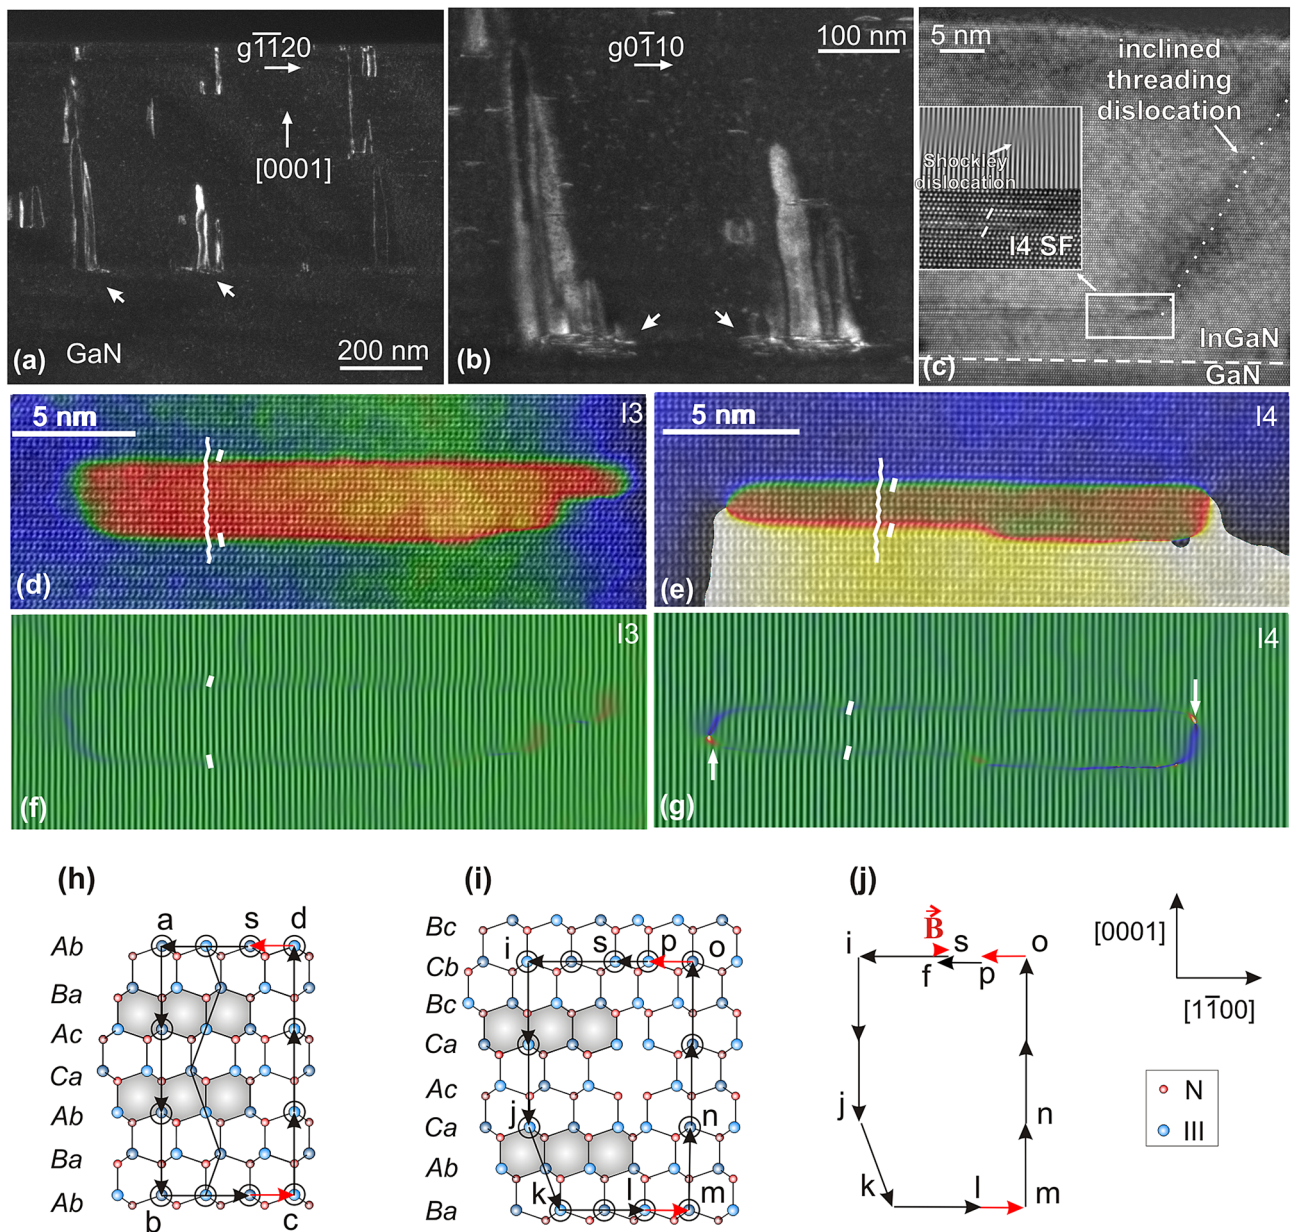 g1̅1̅20
[0001]
GaN
200 nm
(a)
g01̅10
100 nm
(b)
5 nm
inclined
threading
dislocation
Shockley
dislocation
I4 SF
InGaN
GaN
(c)
5 nm
I3
(d)
5 nm
I4
(e)
I3
(f)
I4
(g)
(h)
a s d
Ab
Ba
Ac
Ca
Ab
Ba
Ab
b c
(i)
Bc
i s p o
Cb
Bc
Ca
Ac
j n
Ca
Ab
k l m
Ba
(j)
B⃗
i s o
f p
j n
k l m
[0001]
[11̅00]
N
III